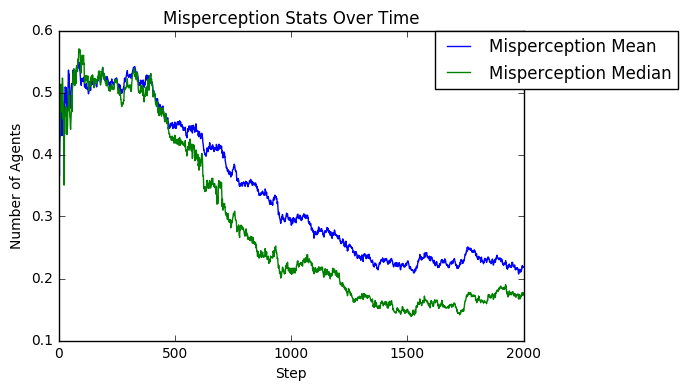 Misperception Stats Over Time
Misperception Mean
Misperception Median
0.6
0.5
0.4
0.3
0.2
0.1
Number of Agents
0
500
1000
1500
2000
Step